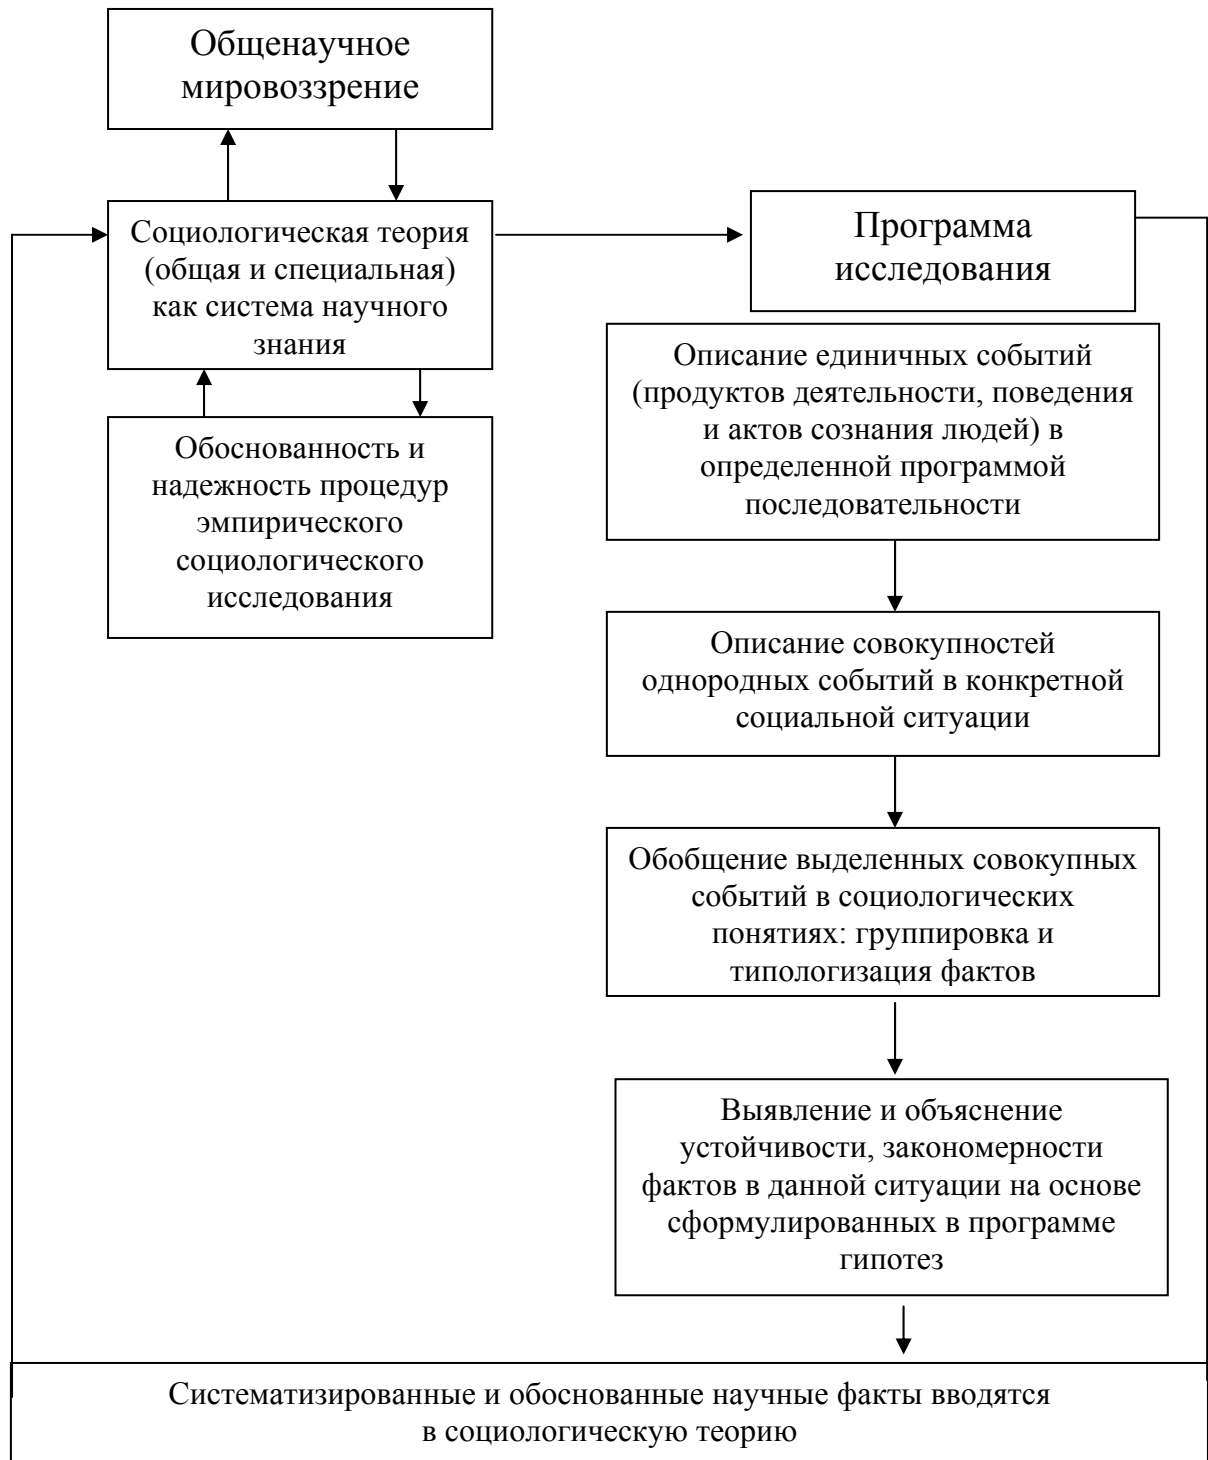 Общенаучное
мировоззрение
Социологическая теория
(общая и специальная)
как система научного
знания
Обоснованность и
надежность процедур
эмпирического
социологического
исследования
Программа
исследования
Описание единичных событий
(продуктов деятельности, поведения
и актов сознания людей) в
определенной программой
последовательности
Описание совокупностей
однородных событий в конкретной
социальной ситуации
Обобщение выделенных совокупных
событий в социологических
понятиях: группировка и
типологизация фактов
Выявление и объяснение
устойчивости, закономерности
фактов в данной ситуации на основе
сформулированных в программе
гипотез
Систематизированные и обоснованные научные факты вводятся
в социологическую теорию